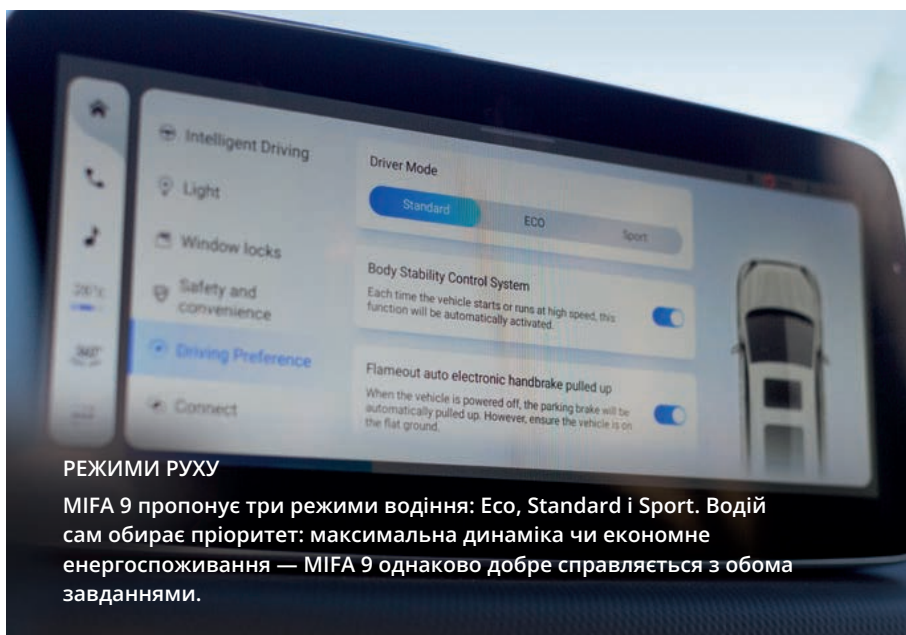 Intelligent Driving
Light
Window locks
Safety and
convenience
Driving Preference
Connect
Driver Mode
Standard
ECO
Sport
Body Stability Control System
Each time the vehicle starts or runs at high speed, this
function will be automatically activated.
Flameout auto electronic handbrake pulled up
When the vehicle is powered off, the parking brake will be
automatically pulled up. However, ensure the vehicle is on
the flat ground.
360°
РЕЖИМИ РУХУ
MIFA 9 пропонує три режими водіння: Eco, Standard і Sport. Водій
сам обирає пріоритет: максимальна динаміка чи економне
енергоспоживання — MIFA 9 однаково добре справляється з обома
завданнями.